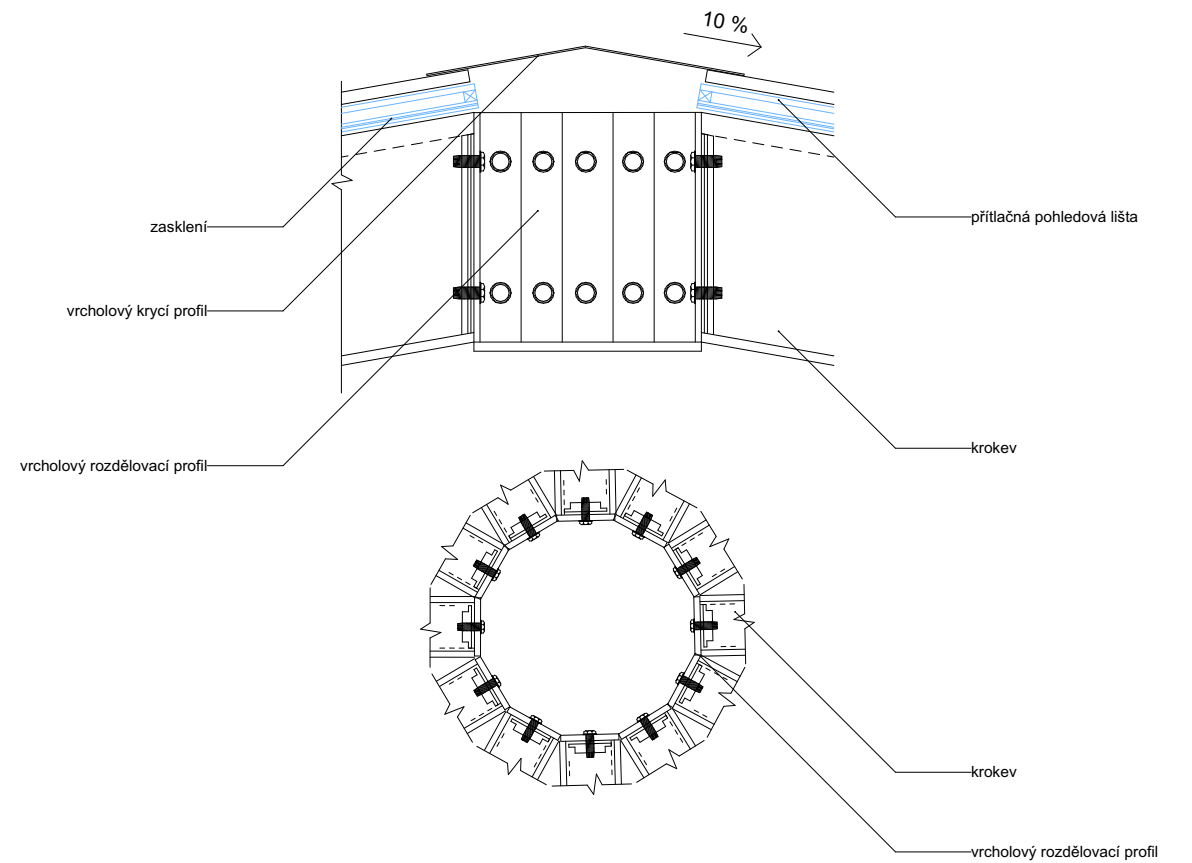 10 %
zasklení
přítlačná pohledová lišta
vrcholový krycí profil
krokev
vrcholový rozdělovací profil
krokev
vrcholový rozdělovací profil